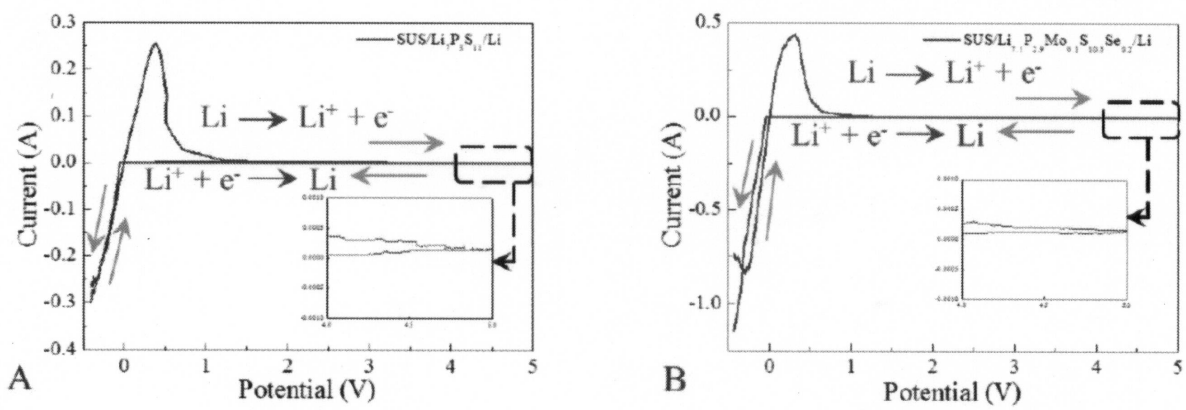 SUS/Li₇P₃S₁₁/Li
Li → Li⁺ + e⁻
Li⁺ + e⁻ → Li
Current (A)
0.3
0.2
0.1
0.0
-0.1
-0.2
-0.3
-0.4
0 1 2 3 4 5
Potential (V)
A
SUS/Li₇.₁P₂.₉Mo₀.₁S₁₀.₅Se₀.₂/Li
Li → Li⁺ + e⁻
Li⁺ + e⁻ → Li
Current (A)
0.5
0.0
-0.5
-1.0
0 1 2 3 4 5
Potential (V)
B